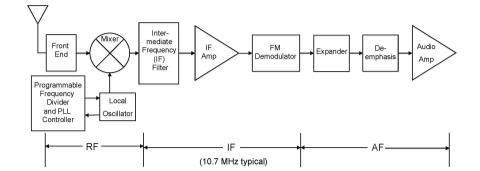 Front
End
Mixer
Inter-
mediate
Frequency
(IF)
Filter
IF
Amp
FM
Demodulator
Expander
De-
emphasis
Audio
Amp
Programmable
Frequency
Divider
and PLL
Controller
Local
Oscillator
RF
IF
AF
(10.7 MHz typical)